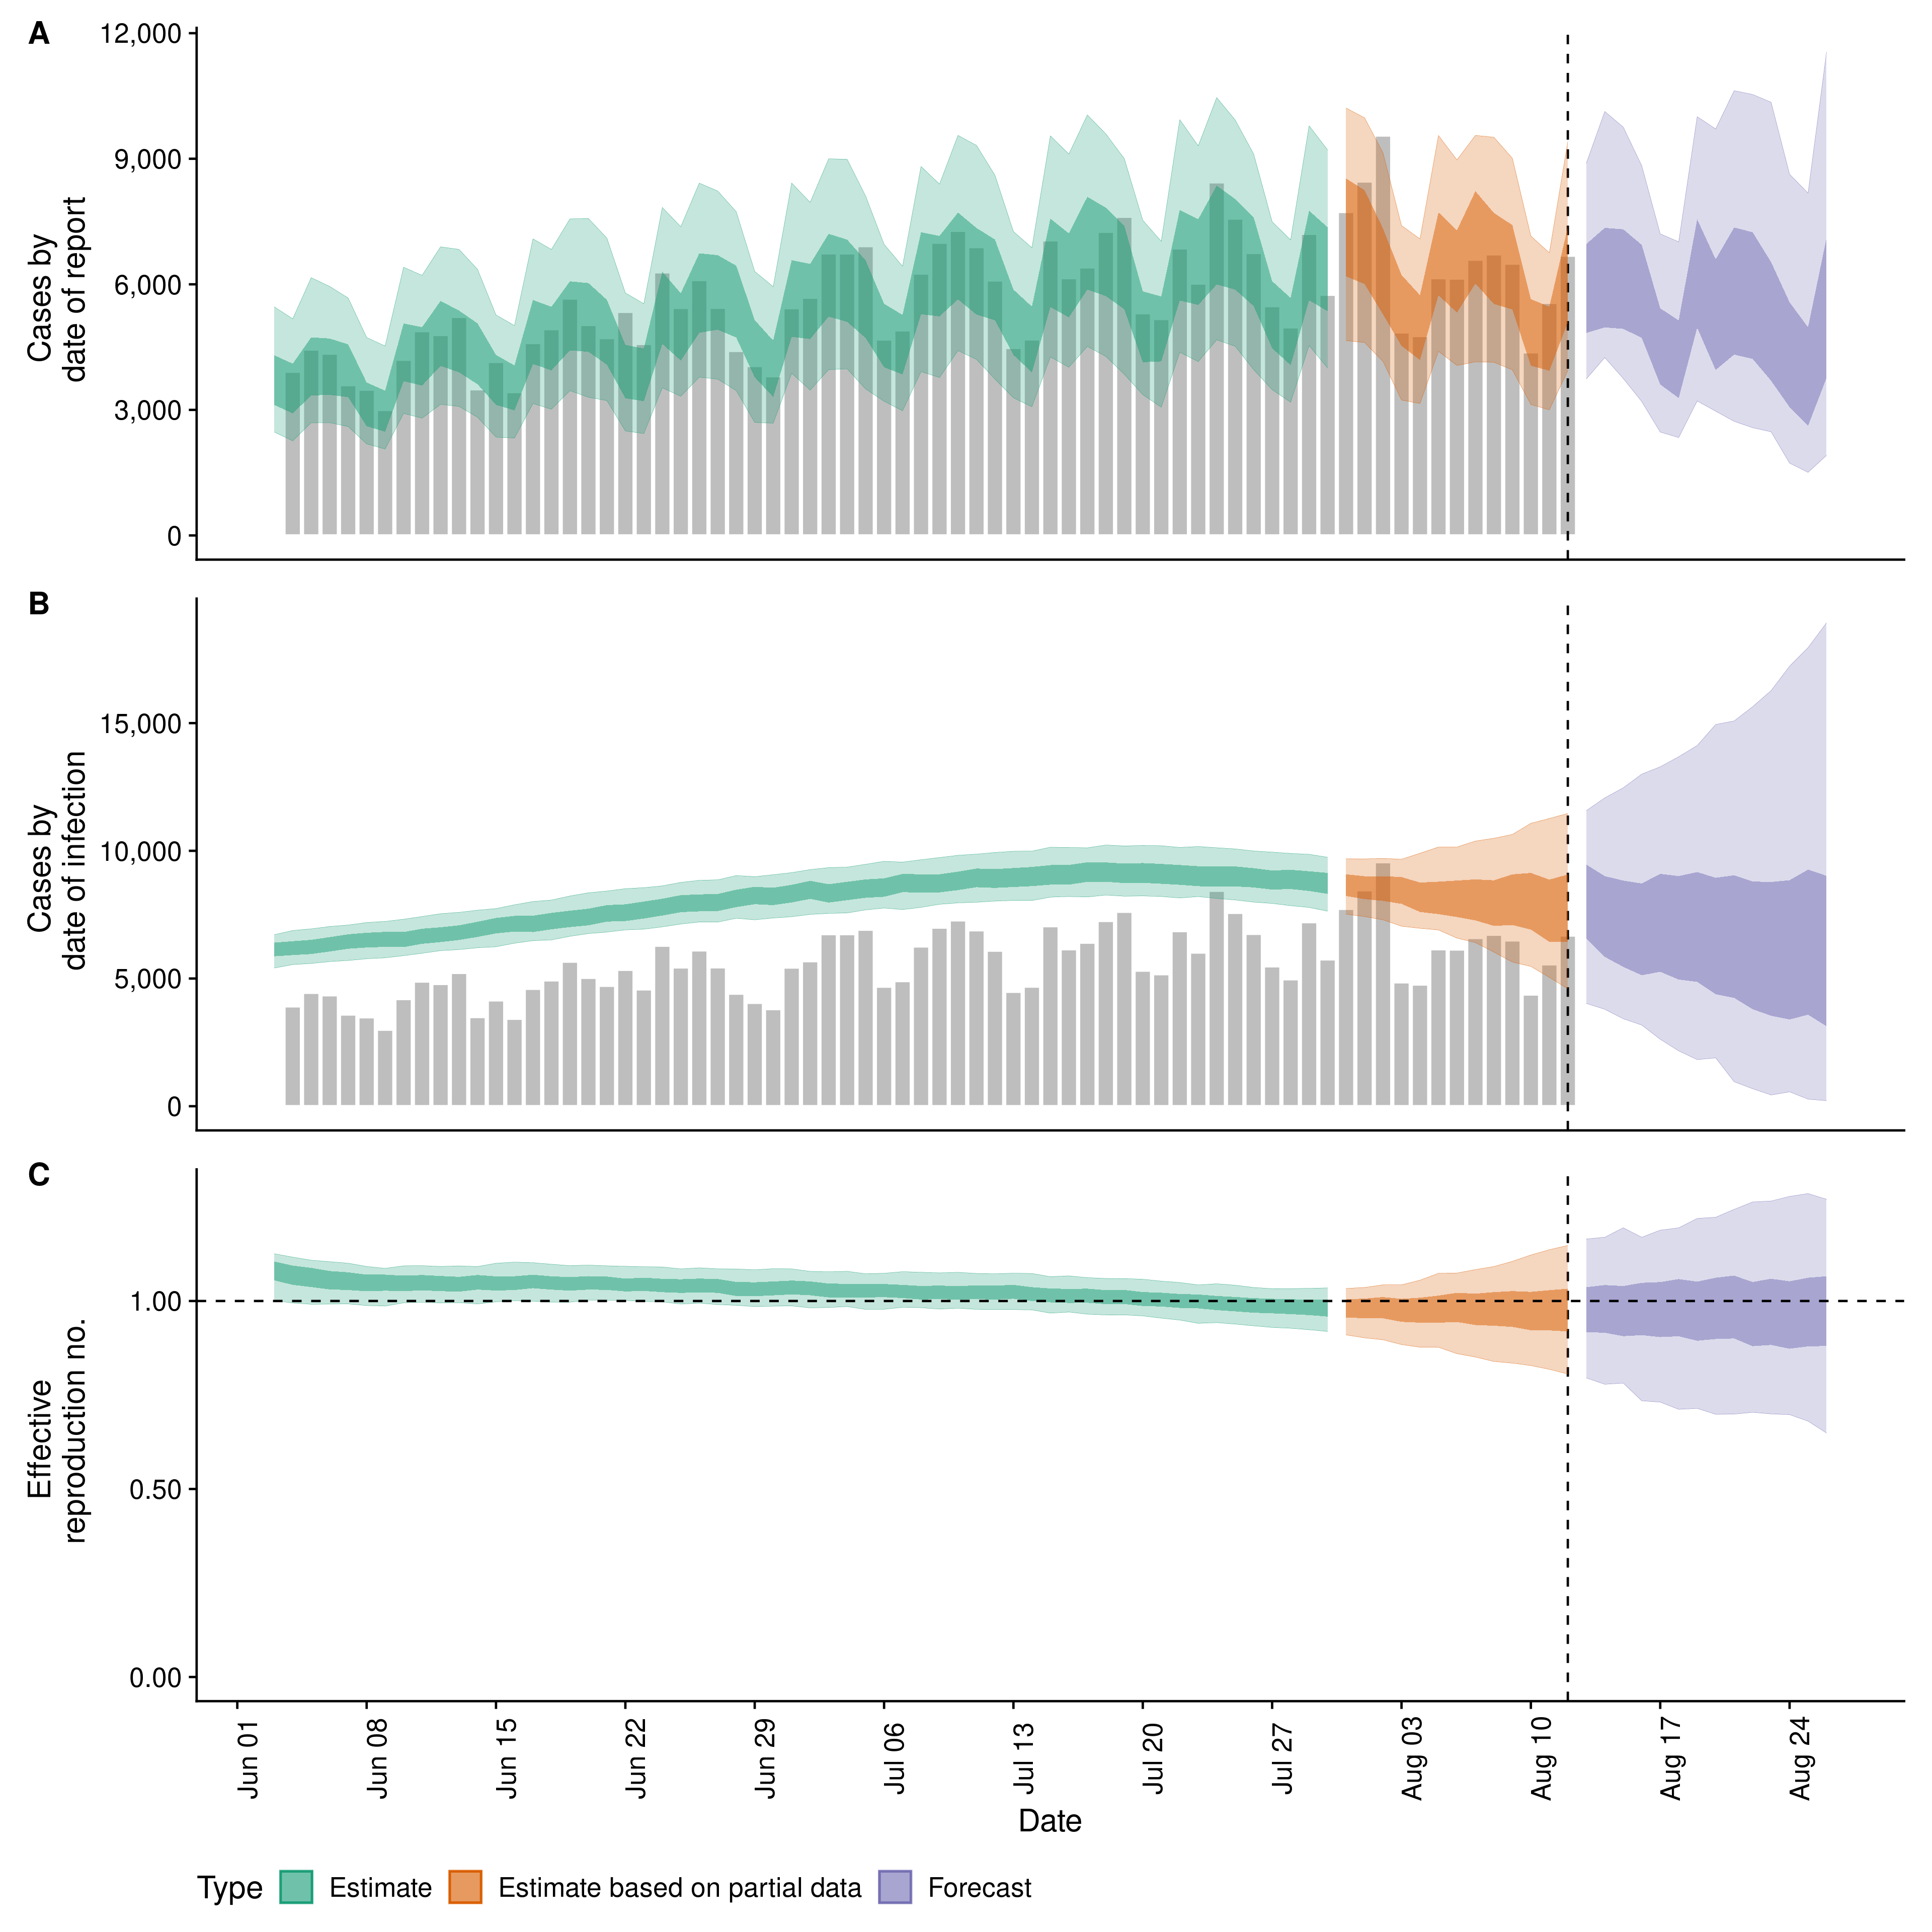 A
Cases by
date of report
12,000
9,000
6,000
3,000
0
B
Cases by
date of infection
15,000
10,000
5,000
0
C
Effective
reproduction no.
1.00
0.50
0.00
Jun 01
Jun 08
Jun 15
Jun 22
Jun 29
Jul 06
Jul 13
Jul 20
Jul 27
Aug 03
Aug 10
Aug 17
Aug 24
Date
Type Estimate Estimate based on partial data Forecast